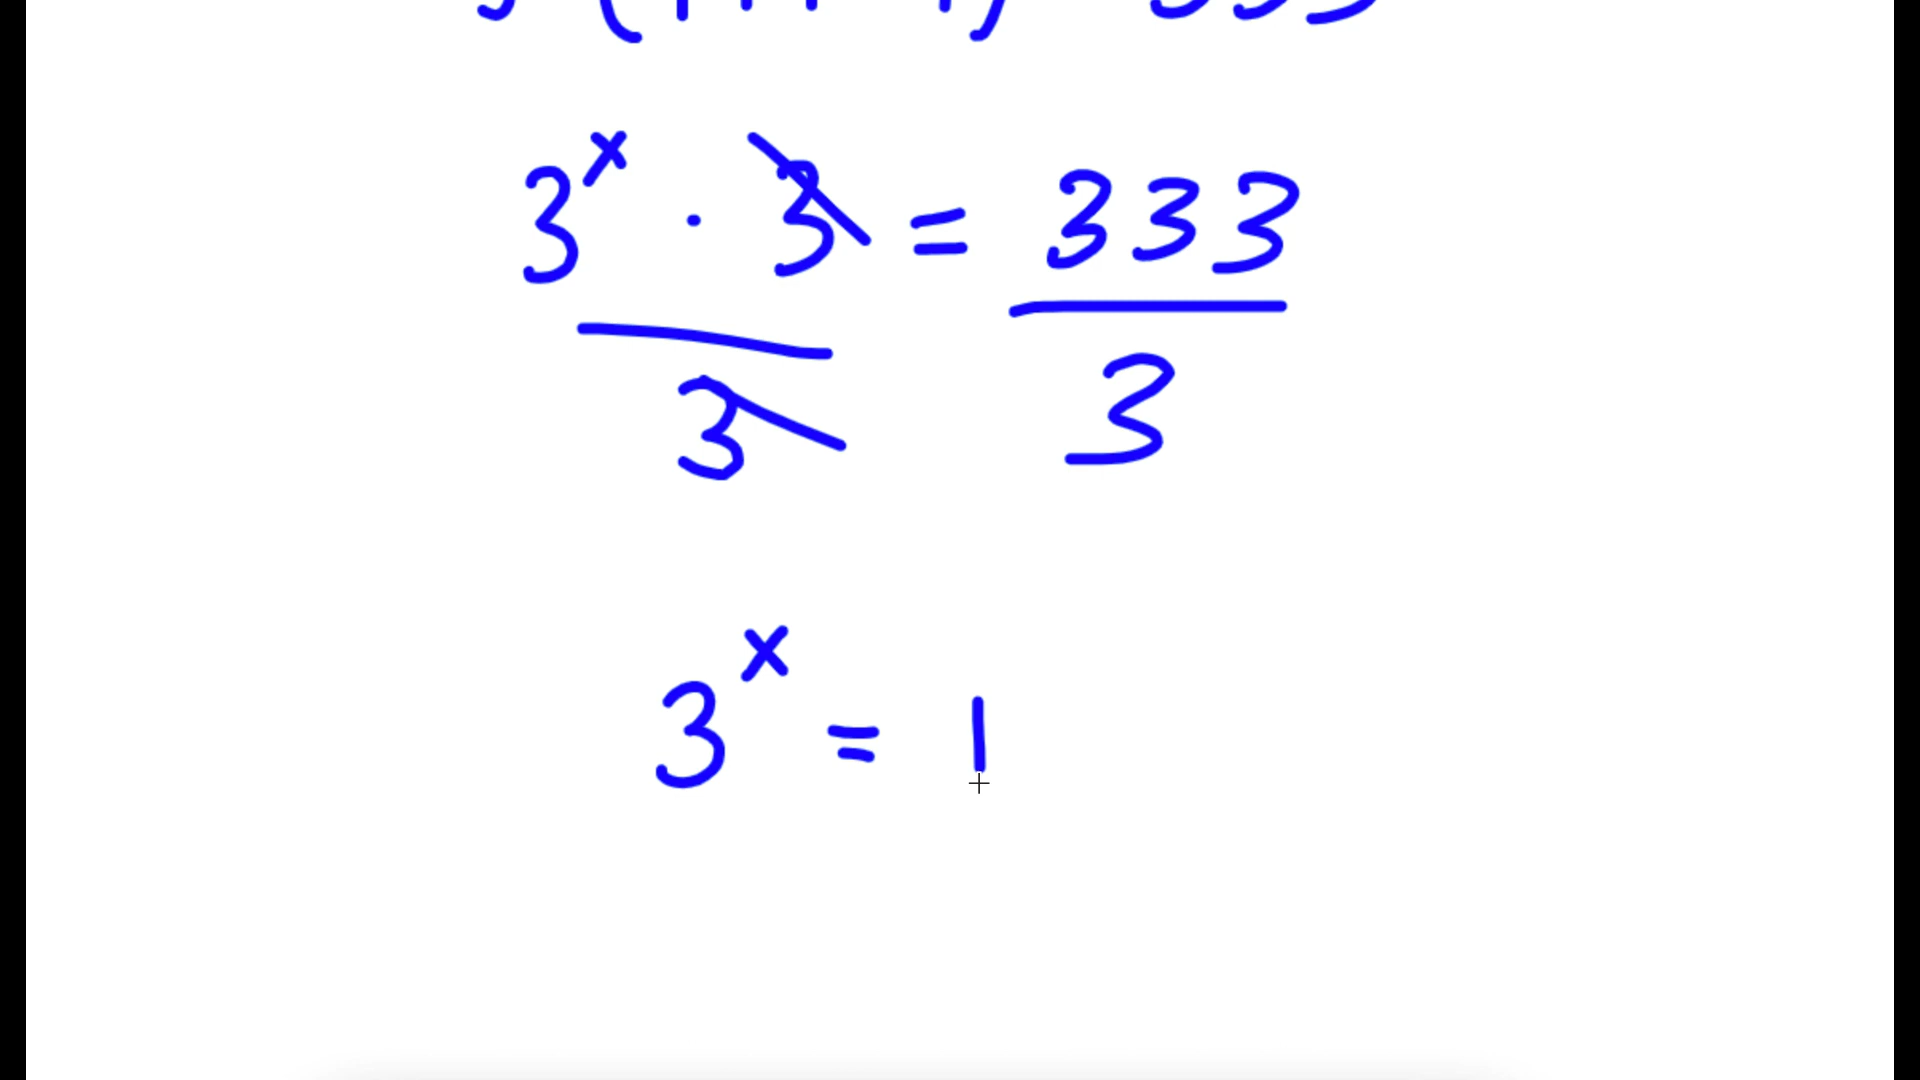 3^x · 3 = 333
3 3
3^x = 1